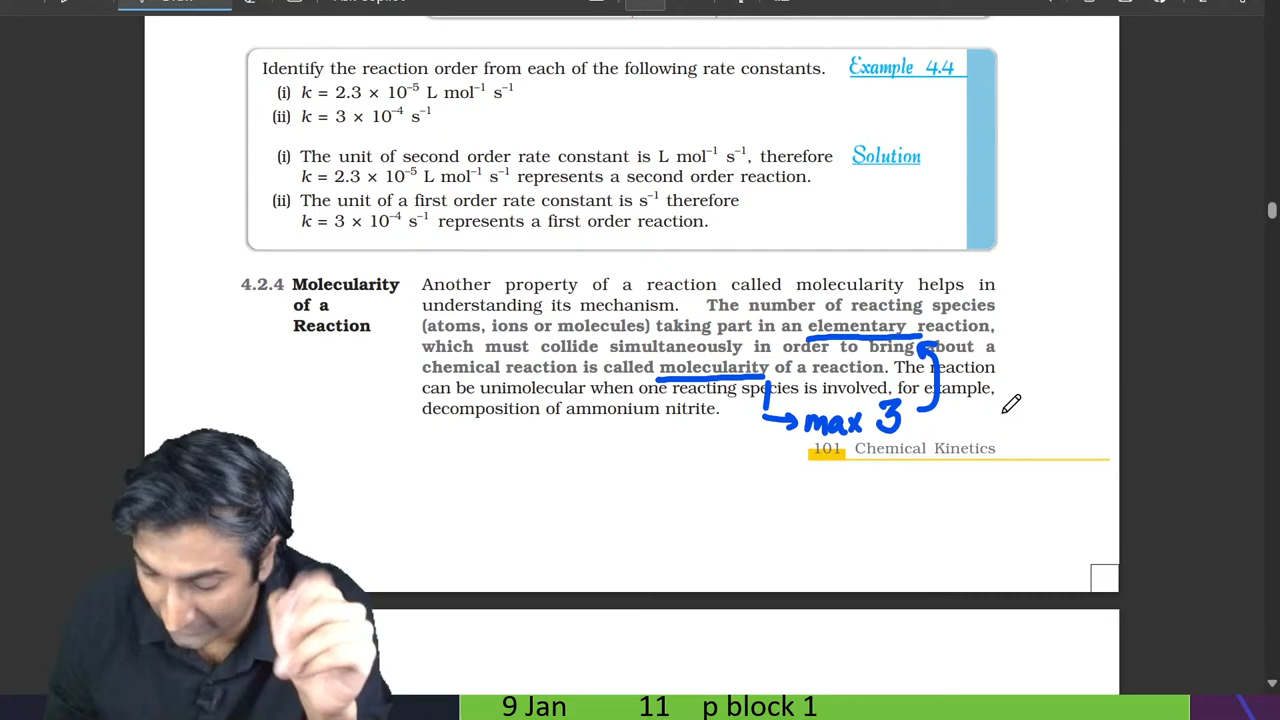 Identify the reaction order from each of the following rate constants. Example 4.4
(i) k = 2.3 × 10⁻⁵ L mol⁻¹ s⁻¹
(ii) k = 3 × 10⁻⁴ s⁻¹
(i) The unit of second order rate constant is L mol⁻¹ s⁻¹, therefore Solution
k = 2.3 × 10⁻⁵ L mol⁻¹ s⁻¹ represents a second order reaction.
(ii) The unit of a first order rate constant is s⁻¹ therefore
k = 3 × 10⁻⁴ s⁻¹ represents a first order reaction.
4.2.4 Molecularity of a Reaction
Another property of a reaction called molecularity helps in
understanding its mechanism. The number of reacting species
(atoms, ions or molecules) taking part in an elementary reaction,
which must collide simultaneously in order to bring about a
chemical reaction is called molecularity of a reaction. The reaction
can be unimolecular when one reacting species is involved, for example,
decomposition of ammonium nitrite.
max 3
101 Chemical Kinetics
9 Jan 11 p block 1